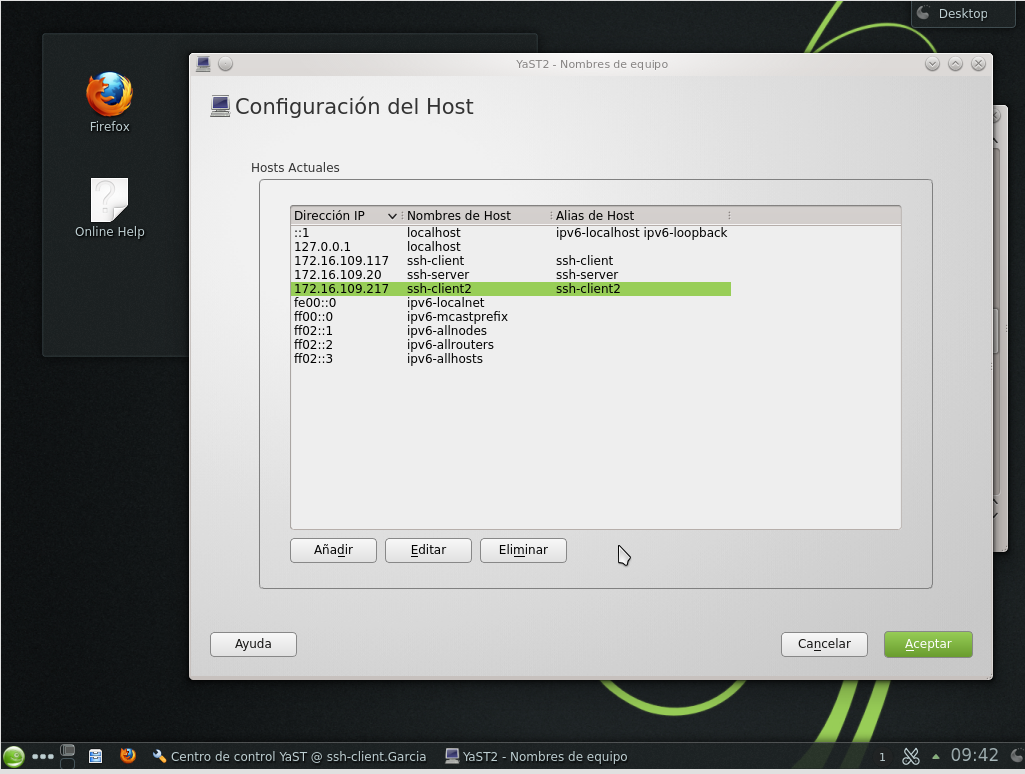 Desktop
YaST2 - Nombres de equipo
Configuración del Host
Firefox
Online Help
Hosts Actuales
Dirección IP Nombres de Host Alias de Host
::1 localhost ipv6-localhost ipv6-loopback
127.0.0.1 localhost
172.16.109.117 ssh-client ssh-client
172.16.109.20 ssh-server ssh-server
172.16.109.217 ssh-client2 ssh-client2
fe00::0 ipv6-localnet
ff00::0 ipv6-mcastprefix
ff02::1 ipv6-allnodes
ff02::2 ipv6-allrouters
ff02::3 ipv6-allhosts
Añadir Editar Eliminar
Ayuda Cancelar Aceptar
Centro de control YaST @ ssh-client.Garcia YaST2 - Nombres de equipo 1 09:42